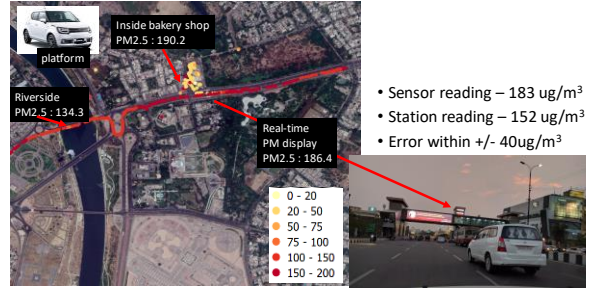 Inside bakery shop
PM2.5 : 190.2
platform
Riverside
PM2.5 : 134.3
Real-time
PM display
PM2.5 : 186.4
0 - 20
20 - 50
50 - 75
75 - 100
100 - 150
150 - 200
• Sensor reading – 183 ug/m³
• Station reading – 152 ug/m³
• Error within +/- 40ug/m³